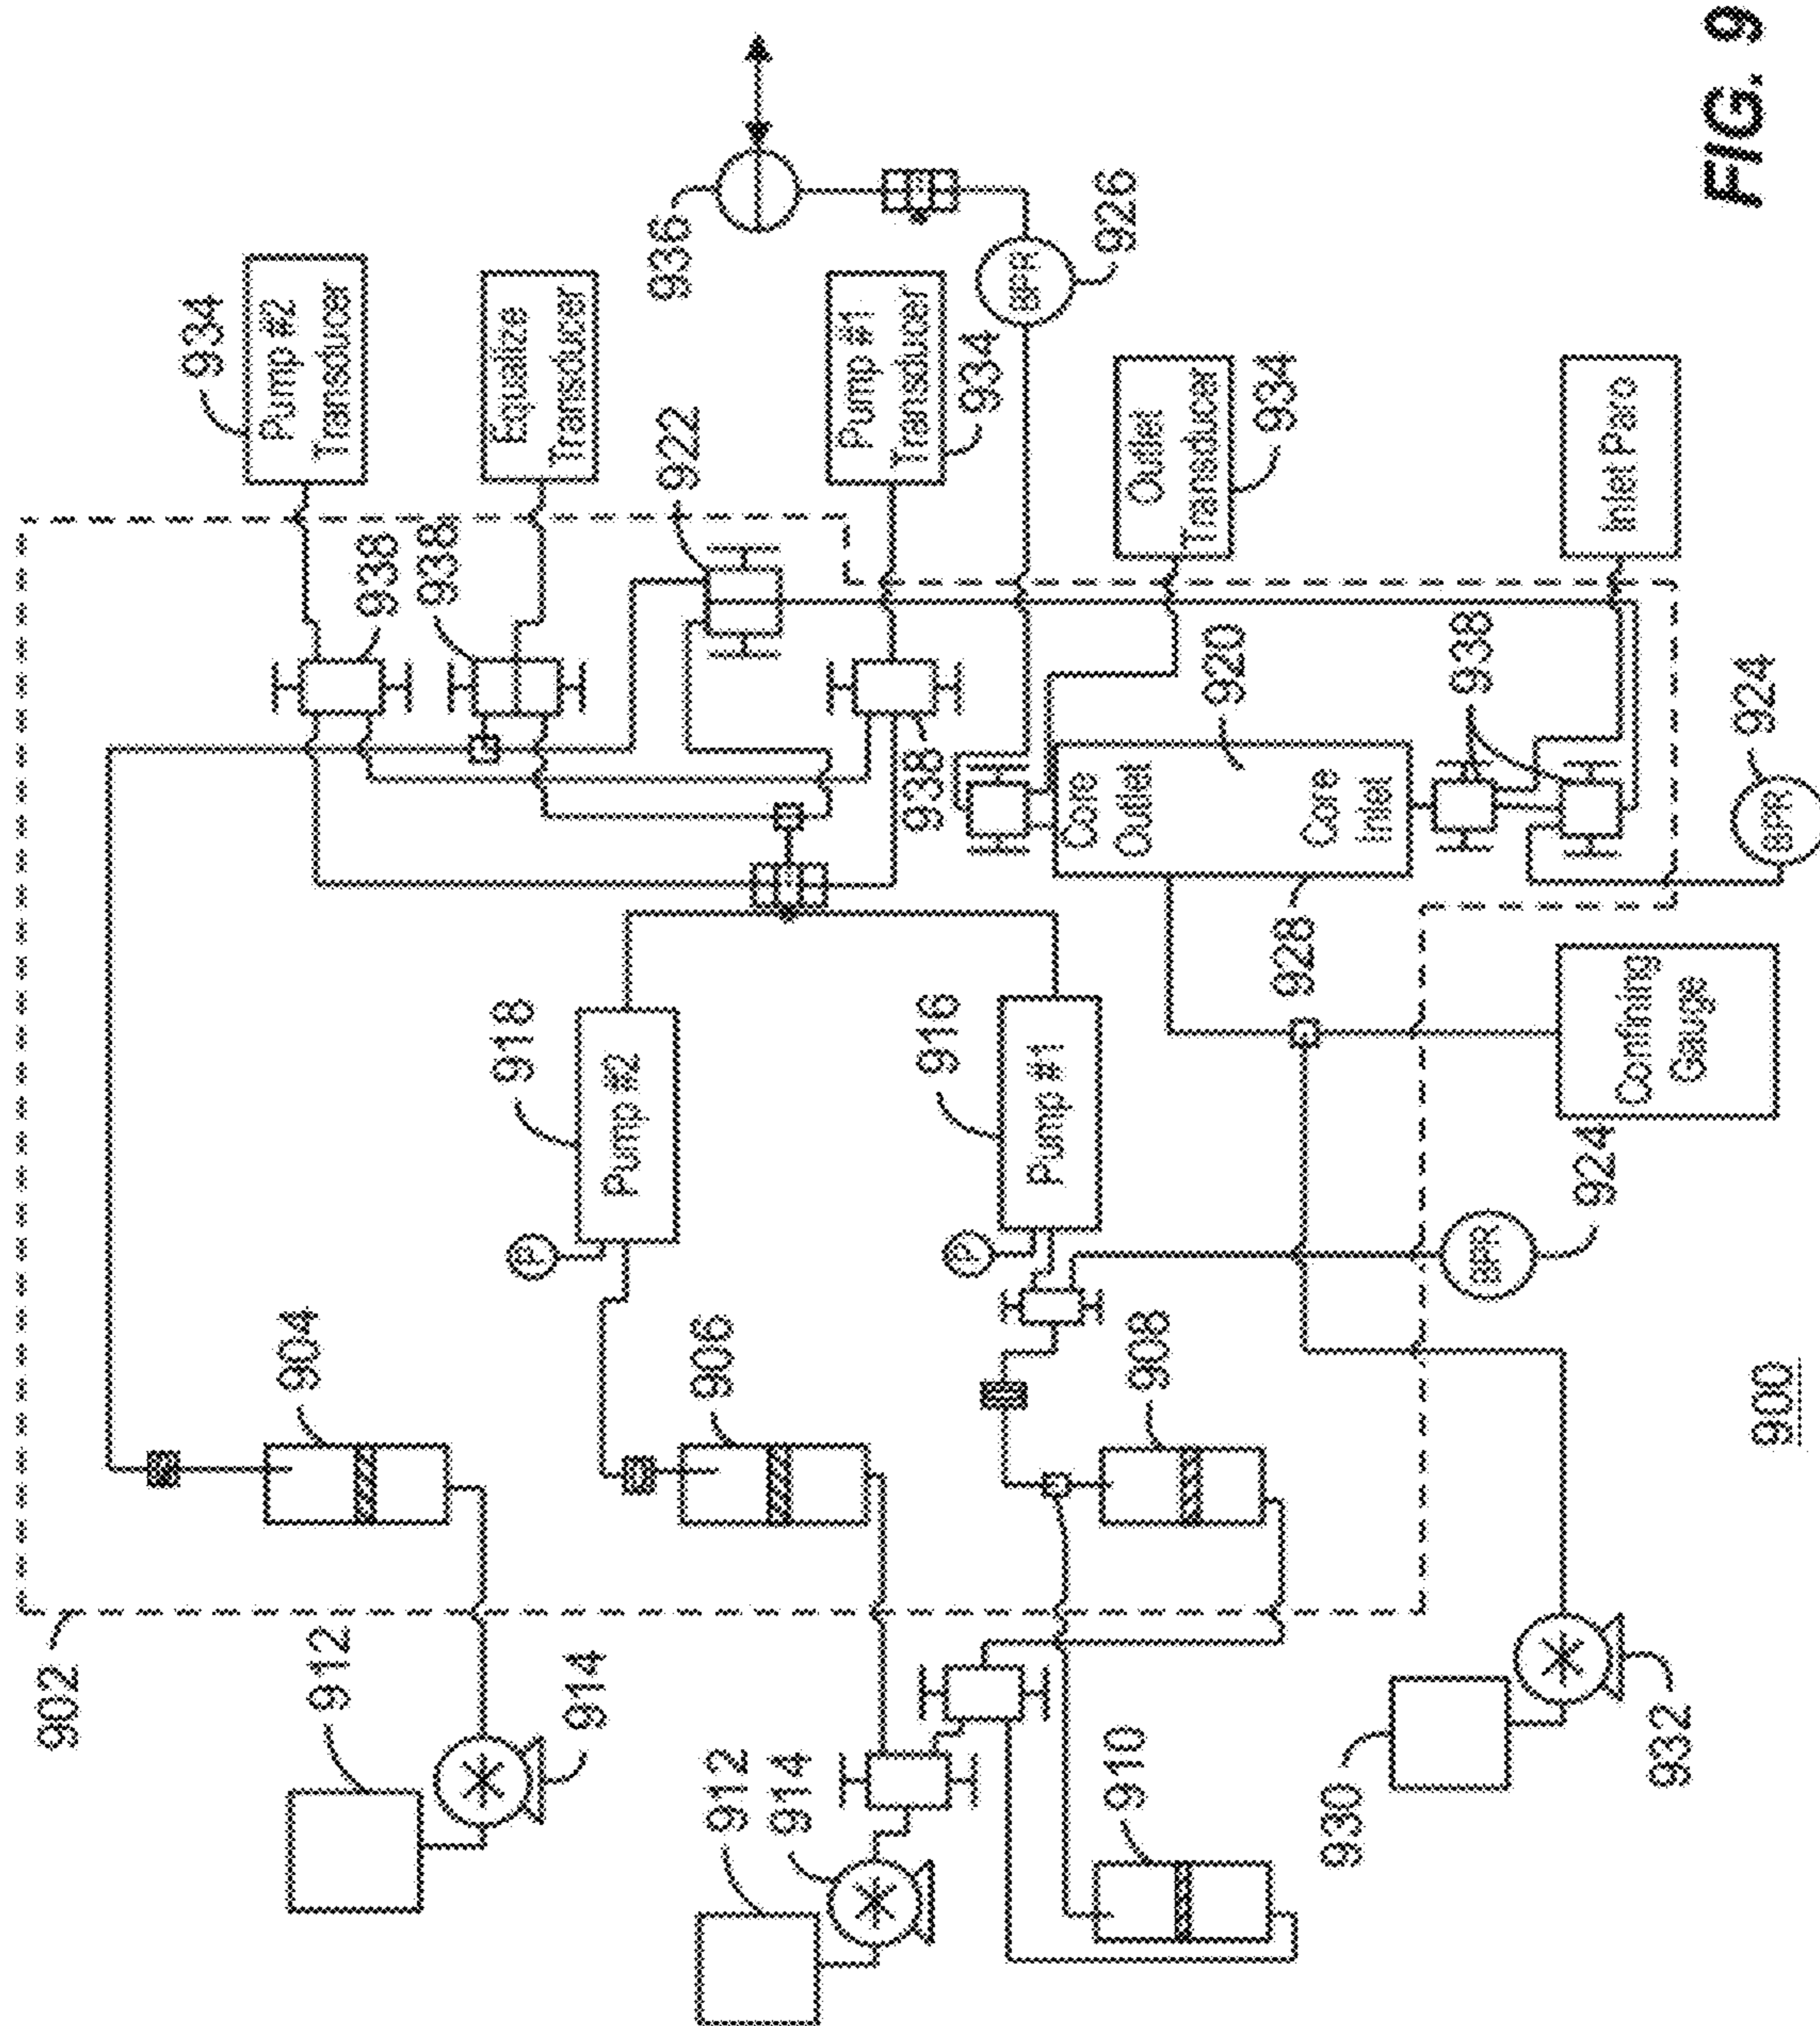 902
912
914
904
912
914
906
910
908
930
932
900
918
Pump #2
P
916
Pump #1
P
BPR
924
Confining
Gauge
928
Core
Outlet
Core
Inlet
920
938
938
938
938
922
934
Pump #2
Transducer
Equalize
Transducer
Pump #1
Transducer
934
Outlet
Transducer
934
Inlet Paro
936
BPR
926
BPR
924
FIG. 9